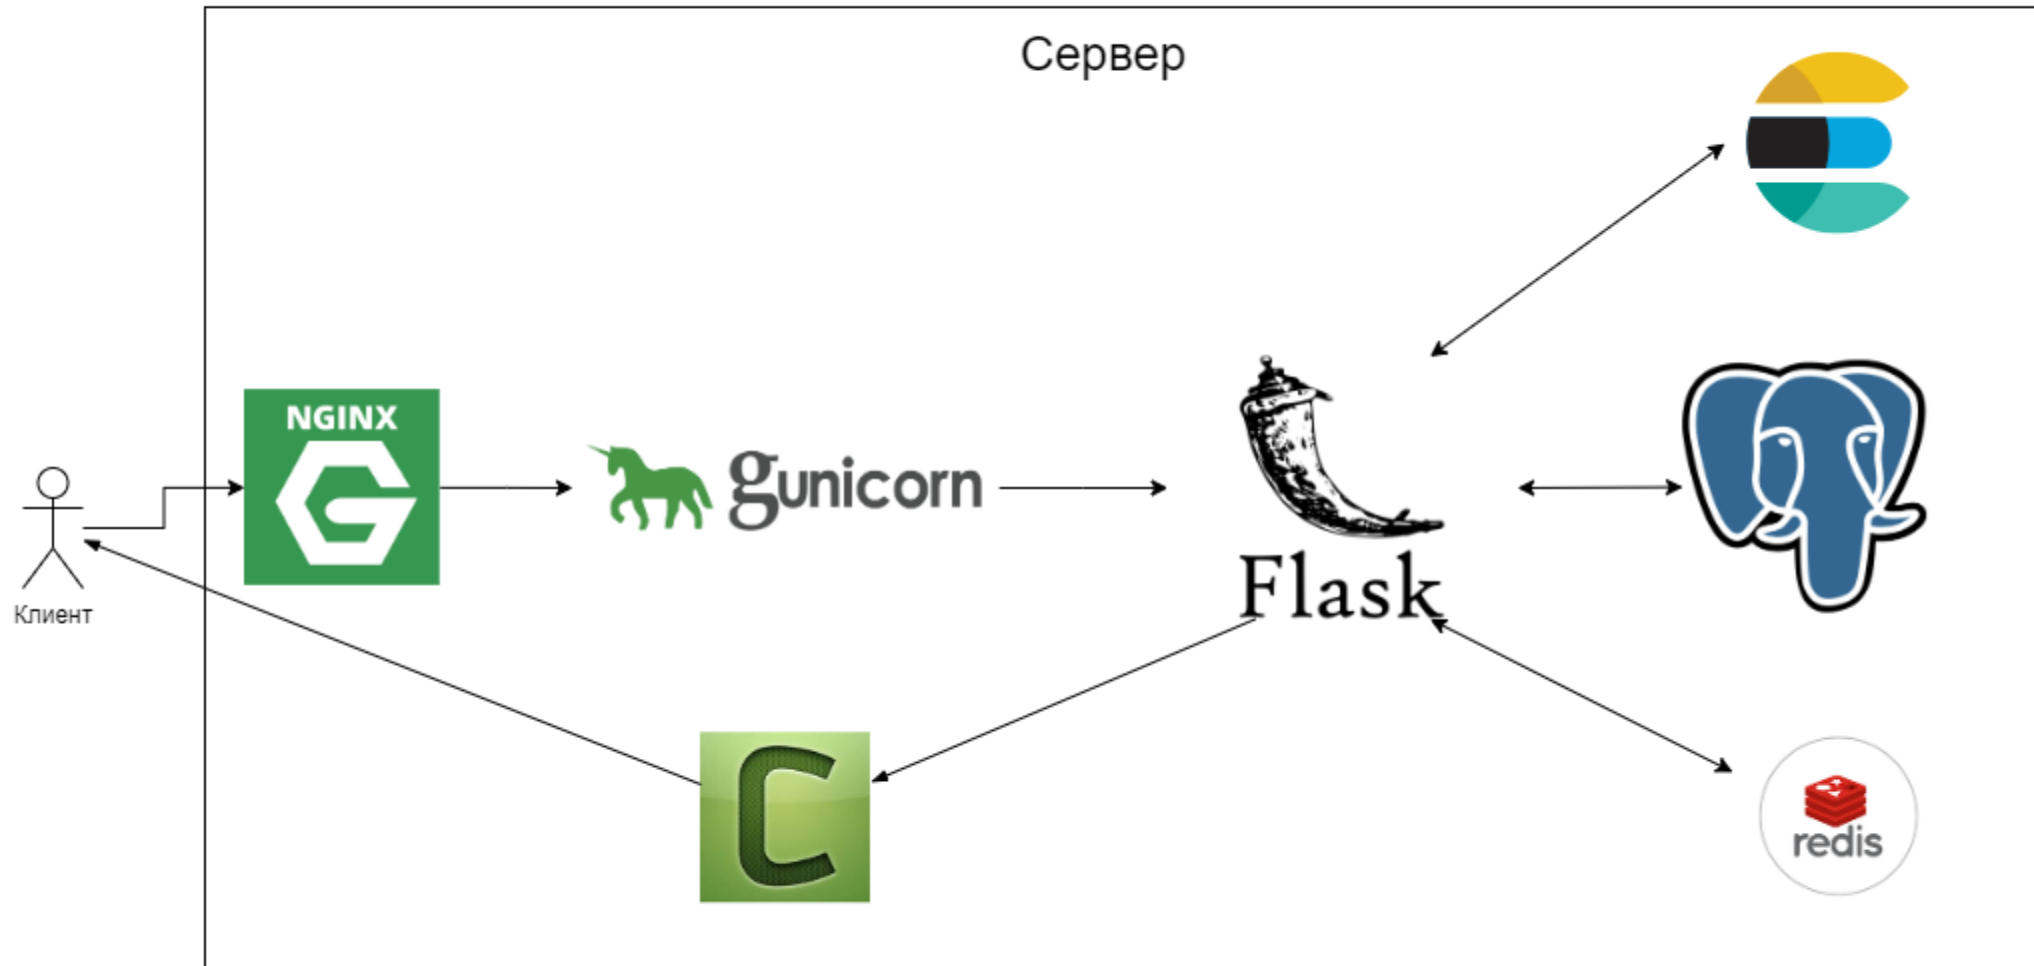 Сервер
NGINX
gunicorn
Flask
Клиент
redis